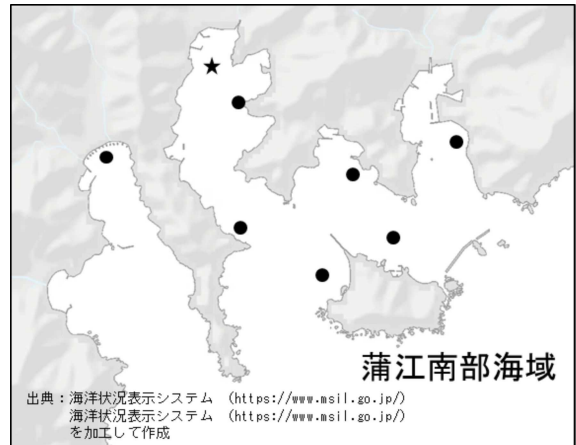 蒲江南部海域
出典：海洋状況表示システム （https://www.msil.go.jp/）
海洋状況表示システム （https://www.msil.go.jp/）
を加工して作成